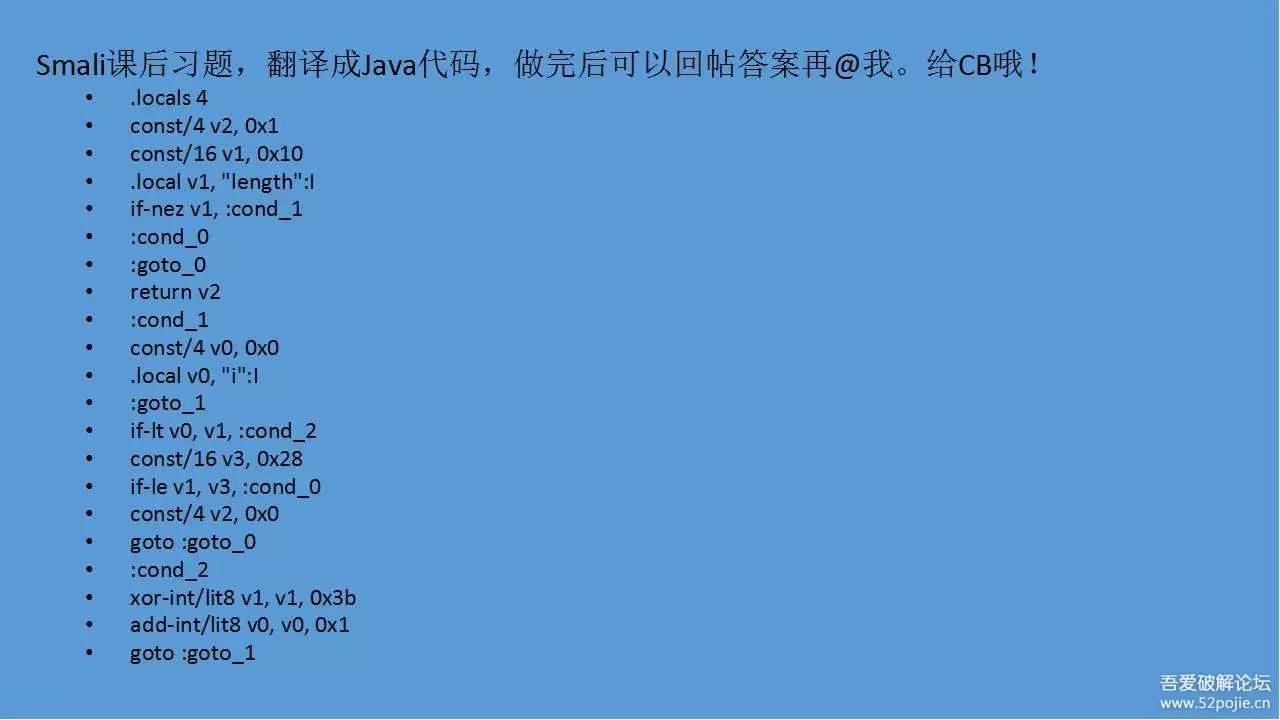 Smali课后习题，翻译成Java代码，做完后可以回帖答案再@我。给CB哦！
• .locals 4
• const/4 v2, 0x1
• const/16 v1, 0x10
• .local v1, "length":I
• if-nez v1, :cond_1
• :cond_0
• :goto_0
• return v2
• :cond_1
• const/4 v0, 0x0
• .local v0, "i":I
• :goto_1
• if-lt v0, v1, :cond_2
• const/16 v3, 0x28
• if-le v1, v3, :cond_0
• const/4 v2, 0x0
• goto :goto_0
• :cond_2
• xor-int/lit8 v1, v1, 0x3b
• add-int/lit8 v0, v0, 0x1
• goto :goto_1
吾爱破解论坛
www.52pojie.cn